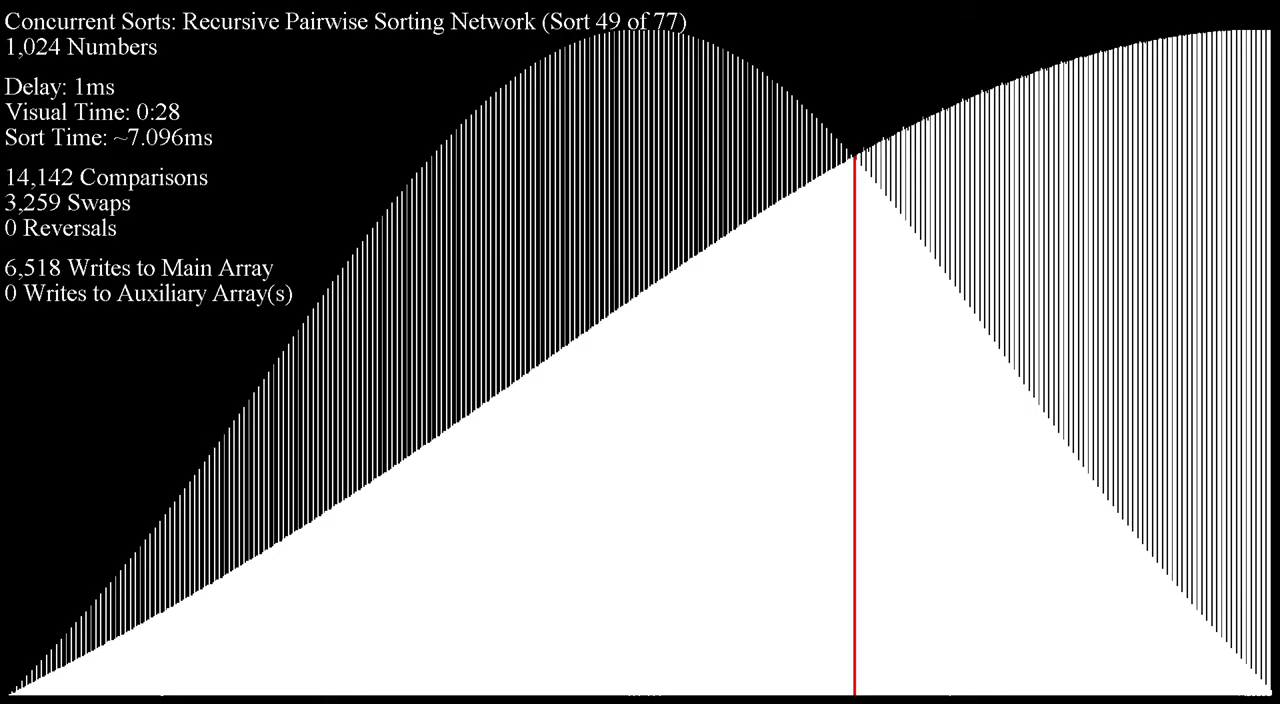 Concurrent Sorts: Recursive Pairwise Sorting Network (Sort 49 of 77)
1,024 Numbers
Delay: 1ms
Visual Time: 0:28
Sort Time: ~7.096ms
14,142 Comparisons
3,259 Swaps
0 Reversals
6,518 Writes to Main Array
0 Writes to Auxiliary Array(s)